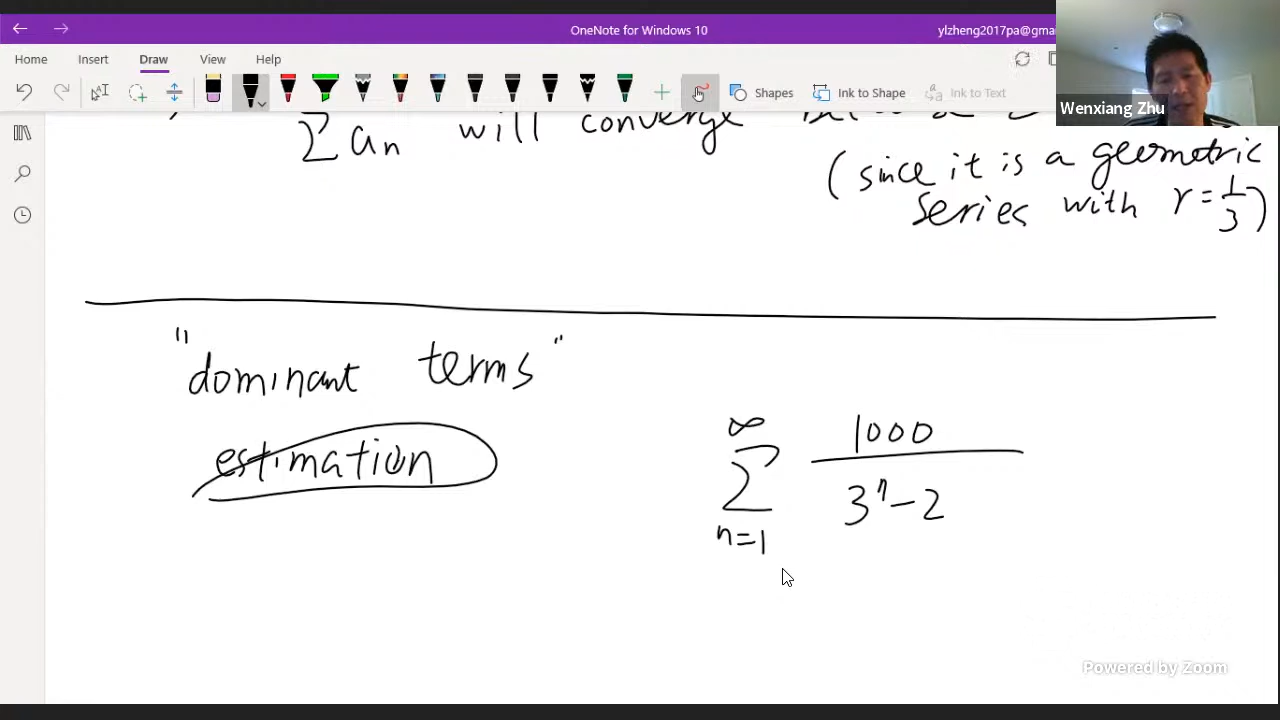 OneNote for Windows 10
ylzheng2017pa@gma
Home Insert Draw View Help
Shapes Ink to Shape Ink to Text
Wenxiang Zhu
∑ aₙ will converge
(since it is a geometric
series with r = 1/3)
"dominant terms"
estimation
∞
∑ 1000 / (3ⁿ − 2)
n=1
Powered by Zoom